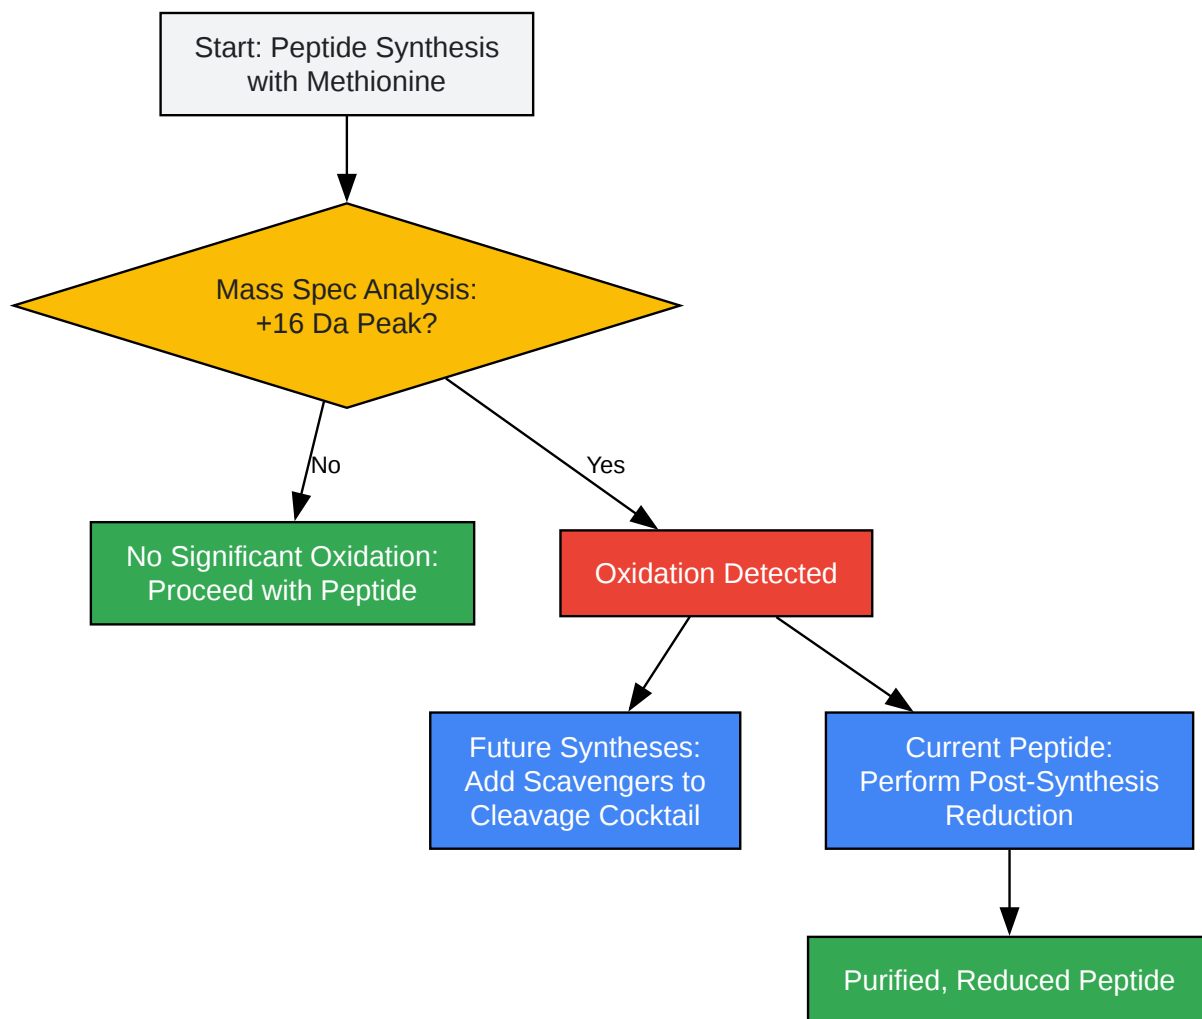 Start: Peptide Synthesis
with Methionine
Mass Spec Analysis:
+16 Da Peak?
No
Yes
No Significant Oxidation:
Proceed with Peptide
Oxidation Detected
Future Syntheses:
Add Scavengers to
Cleavage Cocktail
Current Peptide:
Perform Post-Synthesis
Reduction
Purified, Reduced Peptide